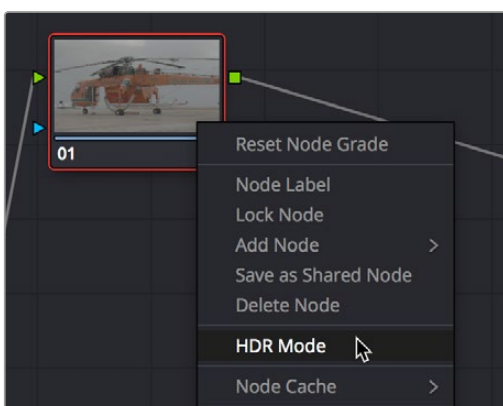 01
Reset Node Grade
Node Label
Lock Node
Add Node >
Save as Shared Node
Delete Node
HDR Mode
Node Cache >